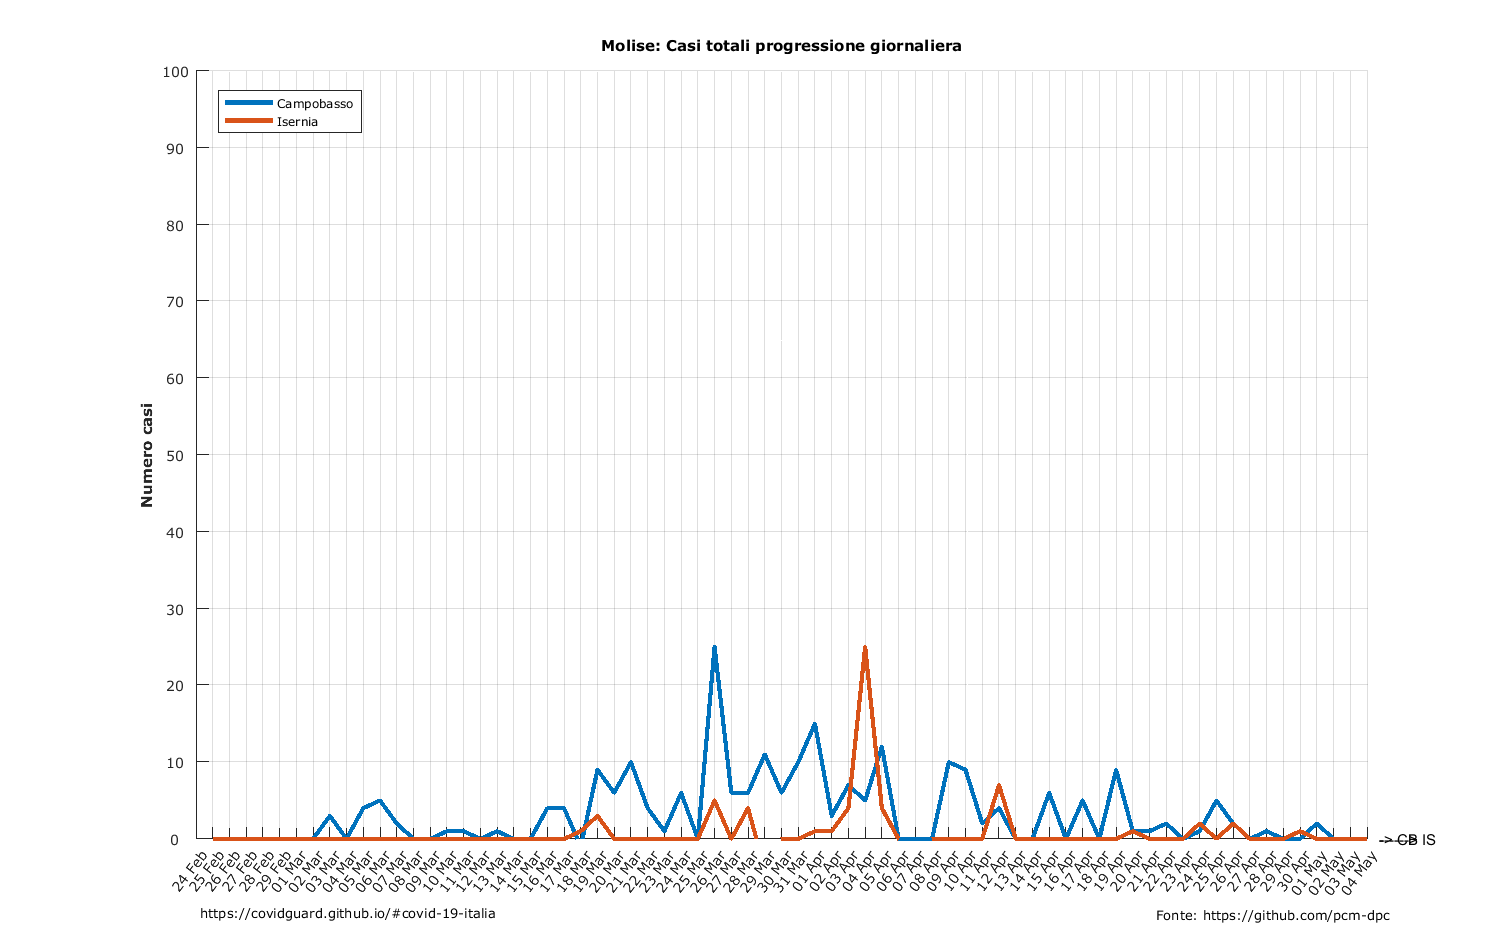 Molise: Casi totali progressione giornaliera
100
90
80
70
60
50
40
30
20
10
0
Numero casi
Campobasso
Isernia
24 Feb
25 Feb
26 Feb
27 Feb
28 Feb
29 Feb
01 Mar
02 Mar
03 Mar
04 Mar
05 Mar
06 Mar
07 Mar
08 Mar
09 Mar
10 Mar
11 Mar
12 Mar
13 Mar
14 Mar
15 Mar
16 Mar
17 Mar
18 Mar
19 Mar
20 Mar
21 Mar
22 Mar
23 Mar
24 Mar
25 Mar
26 Mar
27 Mar
28 Mar
29 Mar
30 Mar
31 Mar
01 Apr
02 Apr
03 Apr
04 Apr
05 Apr
06 Apr
07 Apr
08 Apr
09 Apr
10 Apr
11 Apr
12 Apr
13 Apr
14 Apr
15 Apr
16 Apr
17 Apr
18 Apr
19 Apr
20 Apr
21 Apr
22 Apr
23 Apr
24 Apr
25 Apr
26 Apr
27 Apr
28 Apr
29 Apr
30 Apr
01 May
02 May
03 May
04 May
-> CB
IS
https://covidguard.github.io/#covid-19-italia
Fonte: https://github.com/pcm-dpc